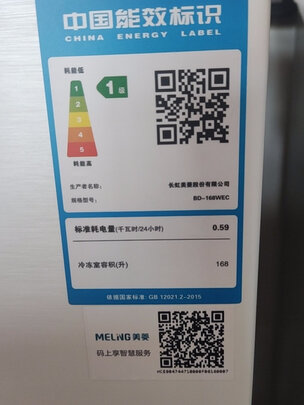 中国能效标识
CHINA ENERGY LABEL
耗能低
1
2
3
4
5
1级
耗能高
生产者名称: 长虹美菱股份有限公司
规格型号: BD-168WEC
标准耗电量(千瓦时/24小时) 0.59
冷冻室容积(升) 168
依据国家标准: GB 12021.2-2015
MELNG美菱
码上享智慧服务